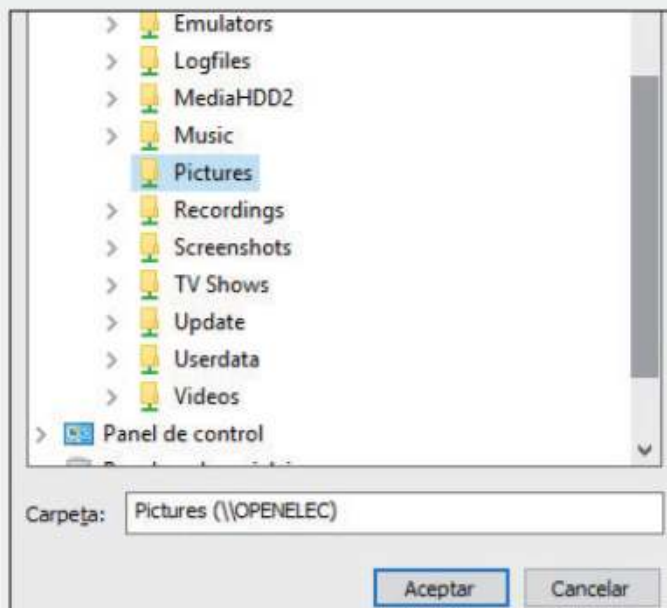 Emulators
Logfiles
MediaHDD2
Music
Pictures
Recordings
Screenshots
TV Shows
Update
Userdata
Videos
Panel de control
Carpeta: Pictures (\\OPENELEC)
Aceptar Cancelar